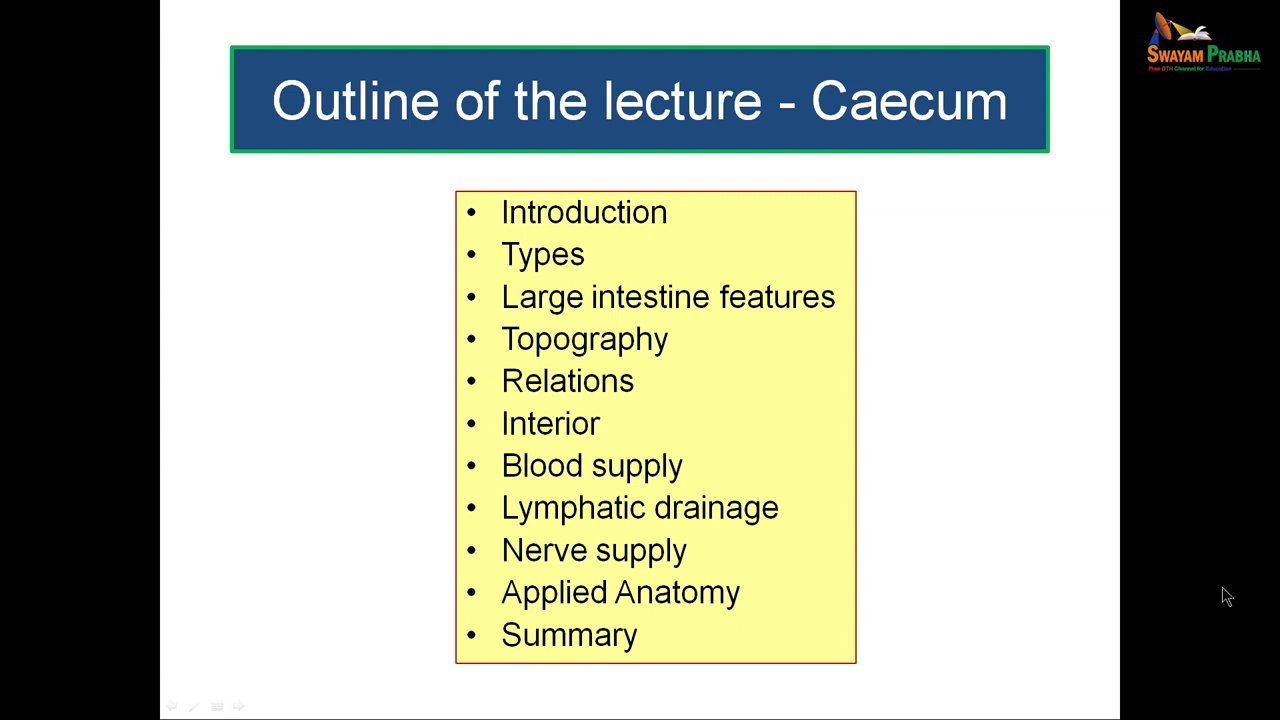 SWAYAM PRABHA
Free DTH Channel for Education
Outline of the lecture - Caecum
• Introduction
• Types
• Large intestine features
• Topography
• Relations
• Interior
• Blood supply
• Lymphatic drainage
• Nerve supply
• Applied Anatomy
• Summary